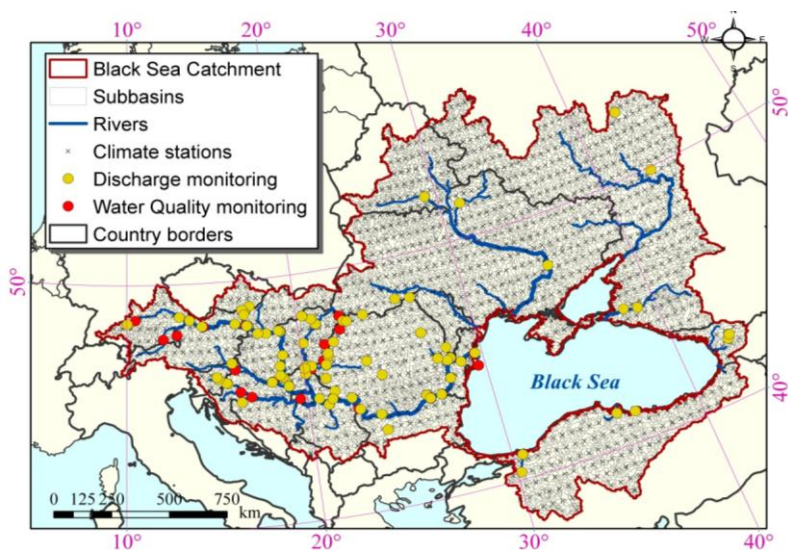 10° 20° 30° 40° 50°
N
W E
S
Black Sea Catchment
Subbasins
Rivers
Climate stations
Discharge monitoring
Water Quality monitoring
Country borders
50°
50°
Black Sea
40°
0 125 250 500 750
km
10° 20° 30° 40°